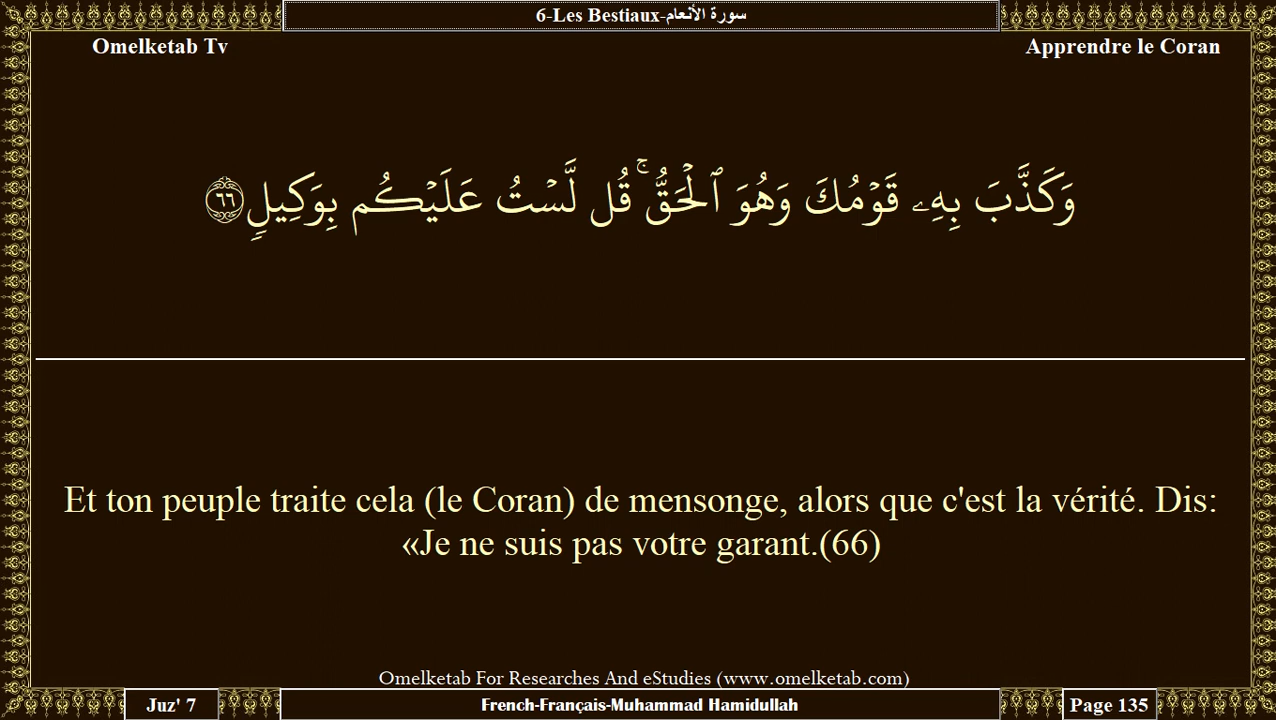 6-Les Bestiaux-سورة الأنعام
Omelketab Tv
Apprendre le Coran
وَكَذَّبَ بِهِۦ قَوۡمُكَ وَهُوَ ٱلۡحَقُّۚ قُل لَّسۡتُ عَلَيۡكُم بِوَكِيلٖ ٦٦
Et ton peuple traite cela (le Coran) de mensonge, alors que c'est la vérité. Dis:
«Je ne suis pas votre garant.(66)
Omelketab For Researches And eStudies (www.omelketab.com)
Juz' 7
French-Français-Muhammad Hamidullah
Page 135